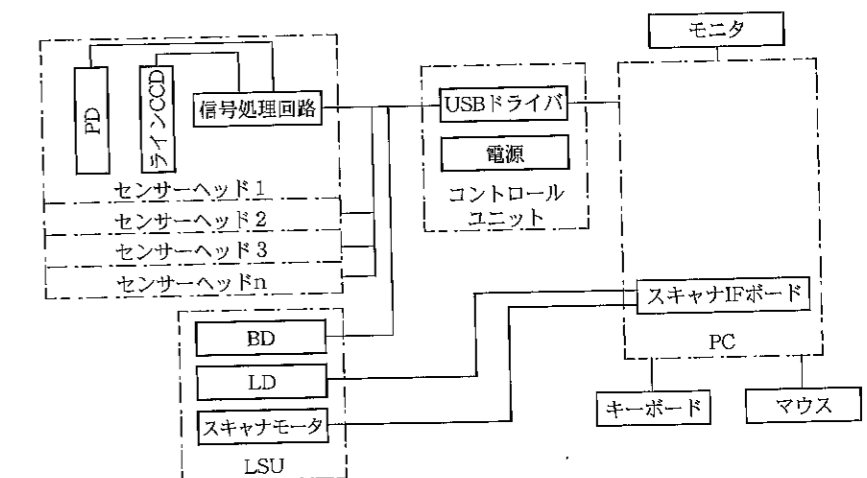 モニタ
PD
ラインCCD
信号処理回路
センサーヘッド1
センサーヘッド2
センサーヘッド3
センサーヘッドn
USBドライバ
電源
コントロール
ユニット
スキャナIFボード
PC
BD
LD
スキャナモータ
LSU
キーボード
マウス